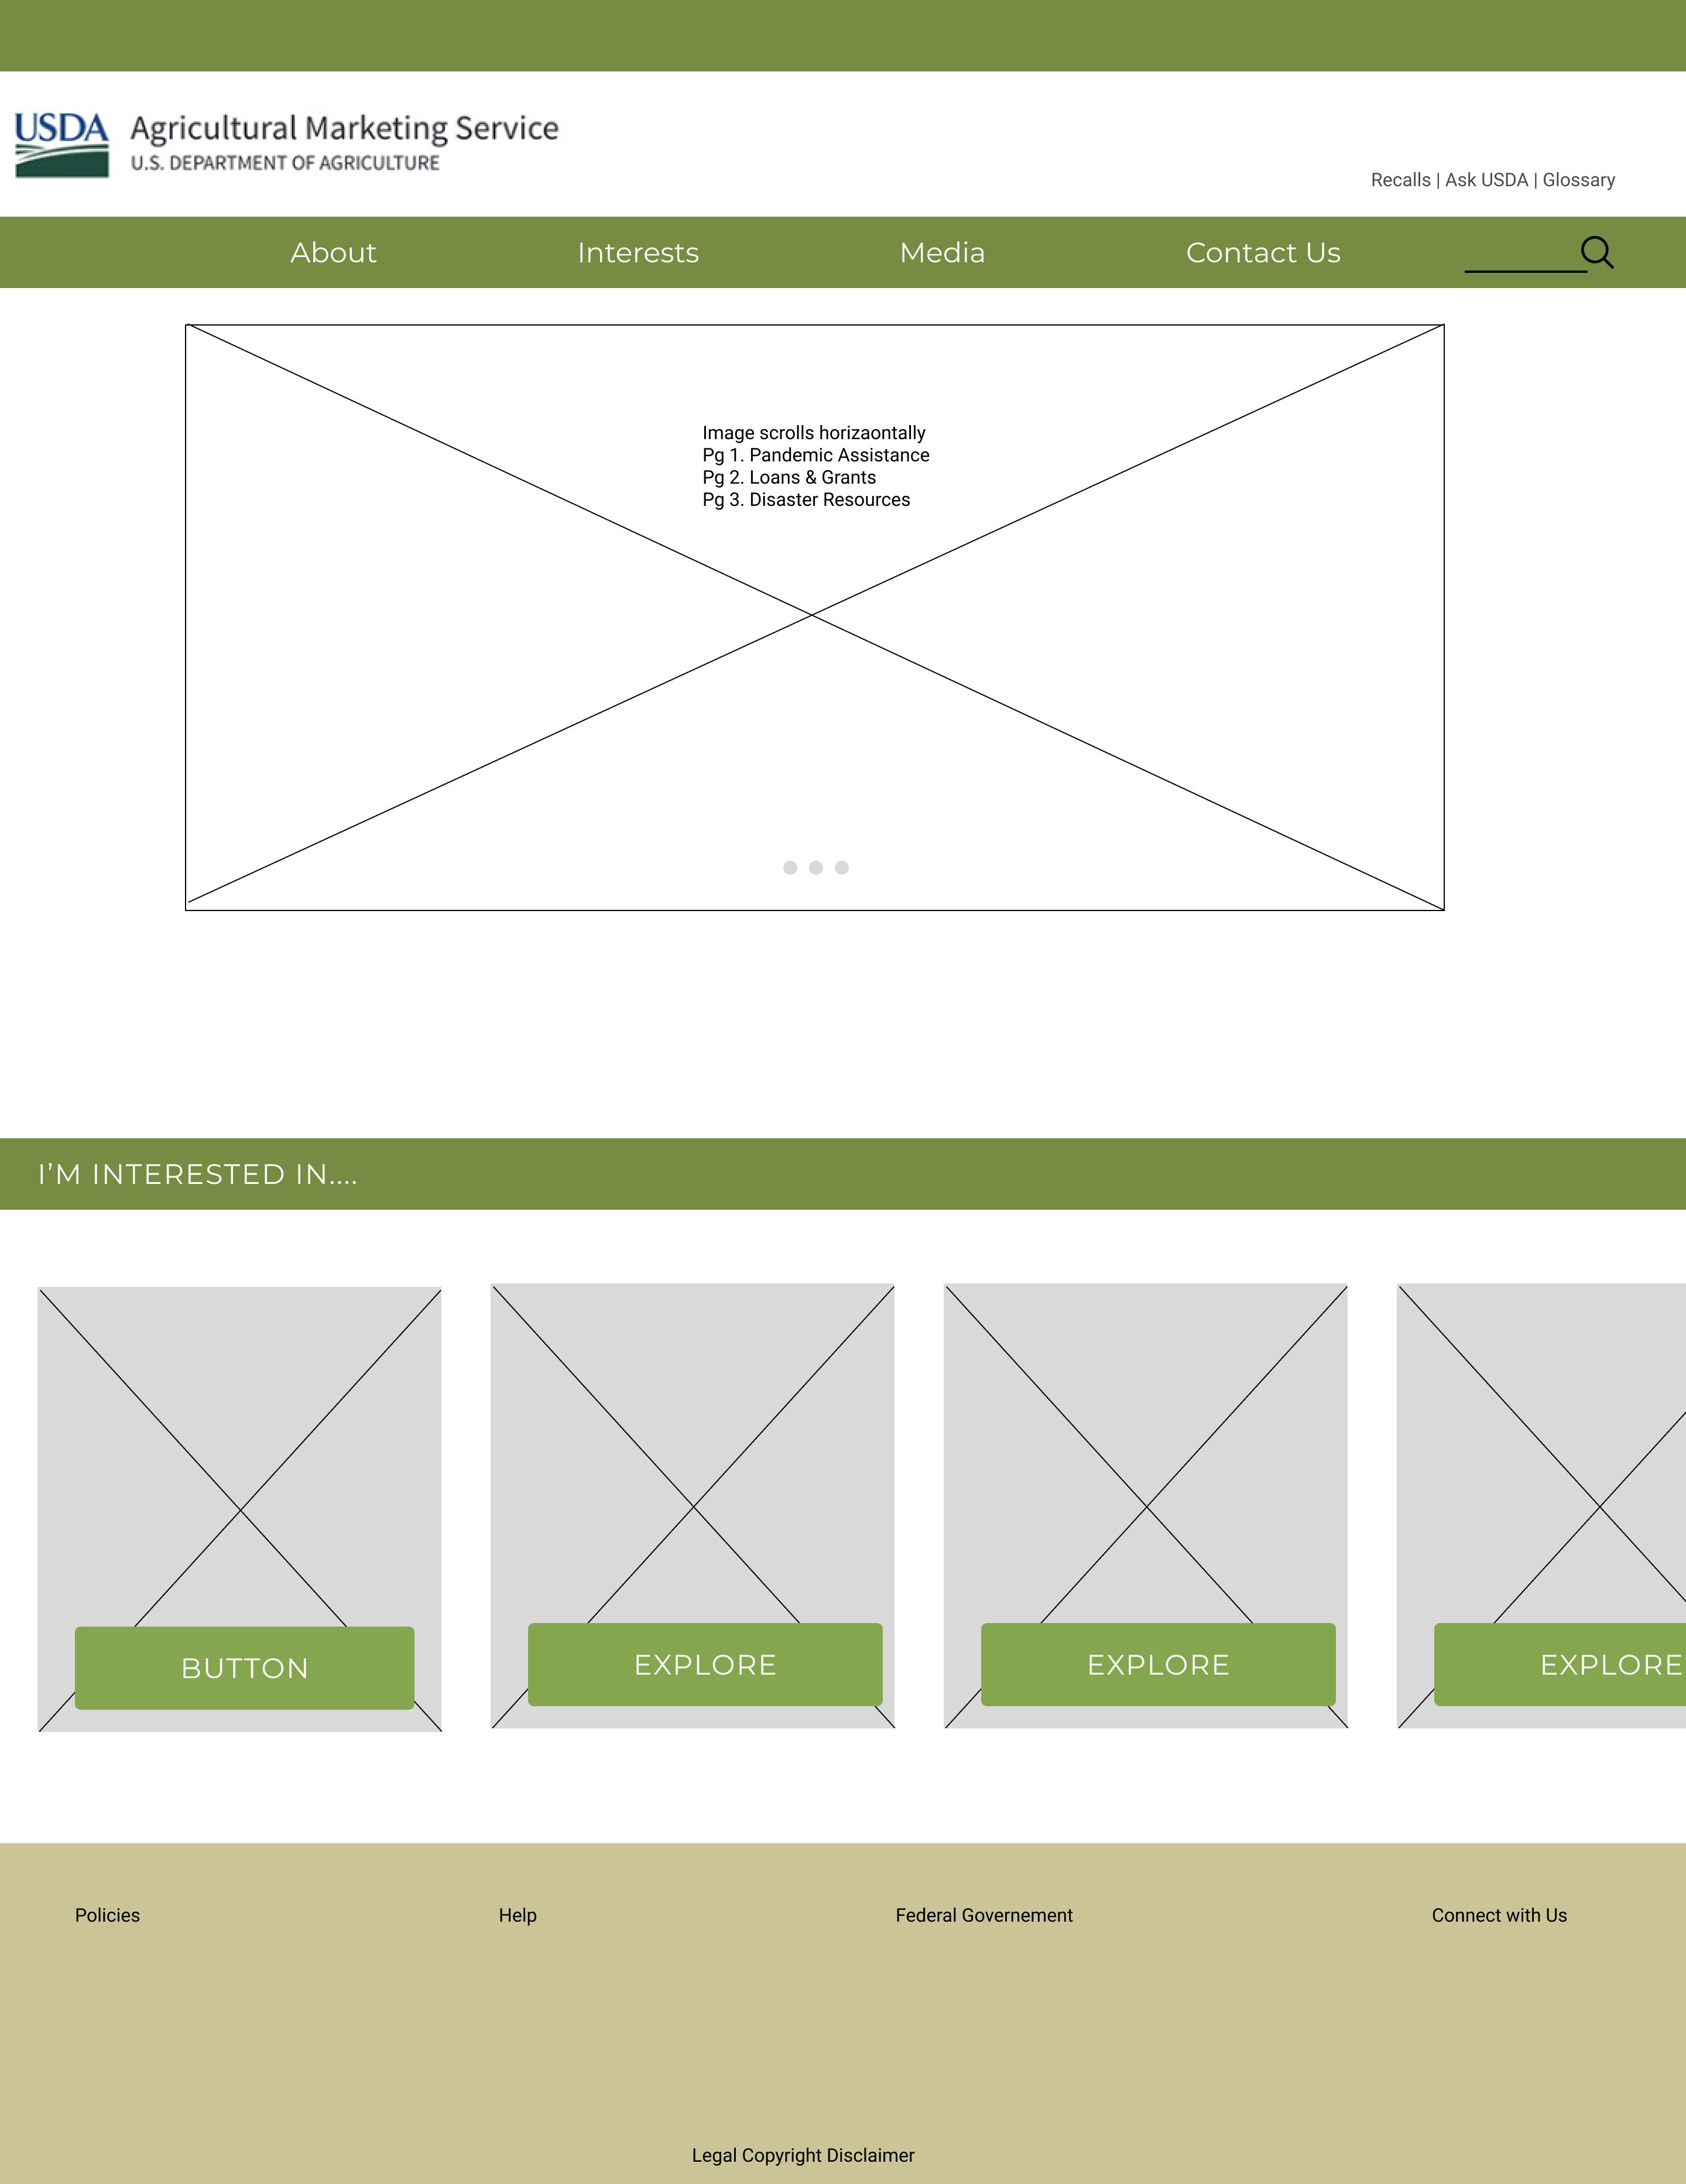 USDA
Agricultural Marketing Service
U.S. DEPARTMENT OF AGRICULTURE
Recalls | Ask USDA | Glossary
About
Interests
Media
Contact Us
Image scrolls horizaontally
Pg 1. Pandemic Assistance
Pg 2. Loans & Grants
Pg 3. Disaster Resources
I’M INTERESTED IN....
BUTTON
EXPLORE
EXPLORE
EXPLORE
Policies
Help
Federal Governement
Connect with Us
Legal Copyright Disclaimer